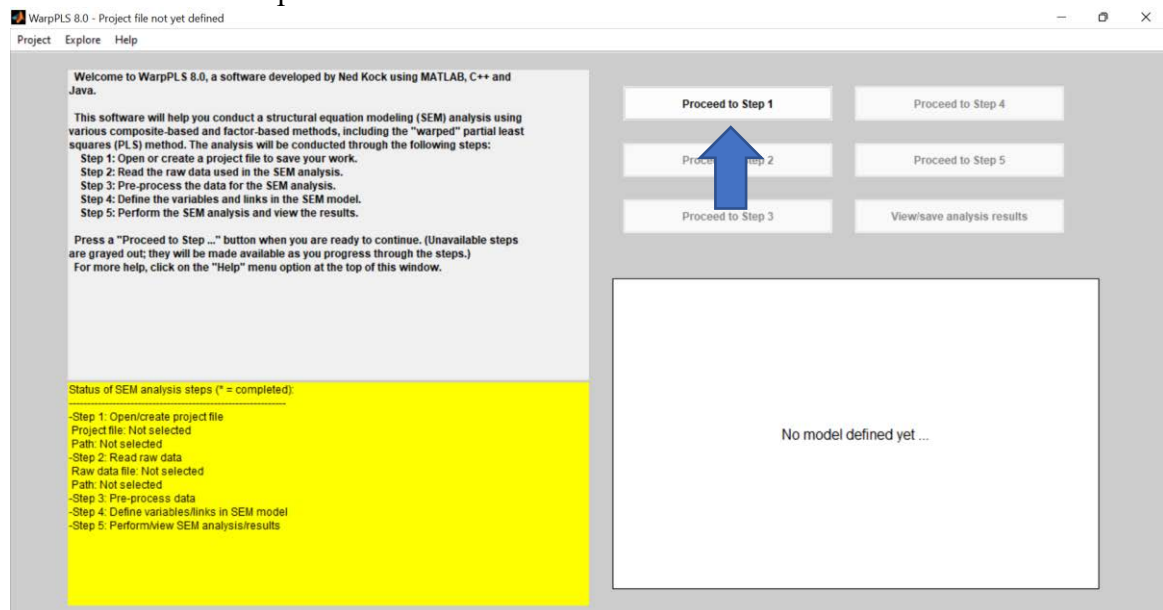 WarpPLS 8.0 - Project file not yet defined
Project Explore Help
Welcome to WarpPLS 8.0, a software developed by Ned Kock using MATLAB, C++ and
Java.
This software will help you conduct a structural equation modeling (SEM) analysis using
various composite-based and factor-based methods, including the "warped" partial least
squares (PLS) method. The analysis will be conducted through the following steps:
Step 1: Open or create a project file to save your work.
Step 2: Read the raw data used in the SEM analysis.
Step 3: Pre-process the data for the SEM analysis.
Step 4: Define the variables and links in the SEM model.
Step 5: Perform the SEM analysis and view the results.
Press a "Proceed to Step ..." button when you are ready to continue. (Unavailable steps
are grayed out; they will be made available as you progress through the steps.)
For more help, click on the "Help" menu option at the top of this window.
Status of SEM analysis steps (* = completed):
-----------------------------------------------------------
-Step 1: Open/create project file
Project file: Not selected
Path: Not selected
-Step 2: Read raw data
Raw data file: Not selected
Path: Not selected
-Step 3: Pre-process data
-Step 4: Define variables/links in SEM model
-Step 5: Perform/view SEM analysis/results
Proceed to Step 1
Proceed to Step 4
2
Proceed to Step 5
Proceed to Step 3
View/save analysis results
No model defined yet ...